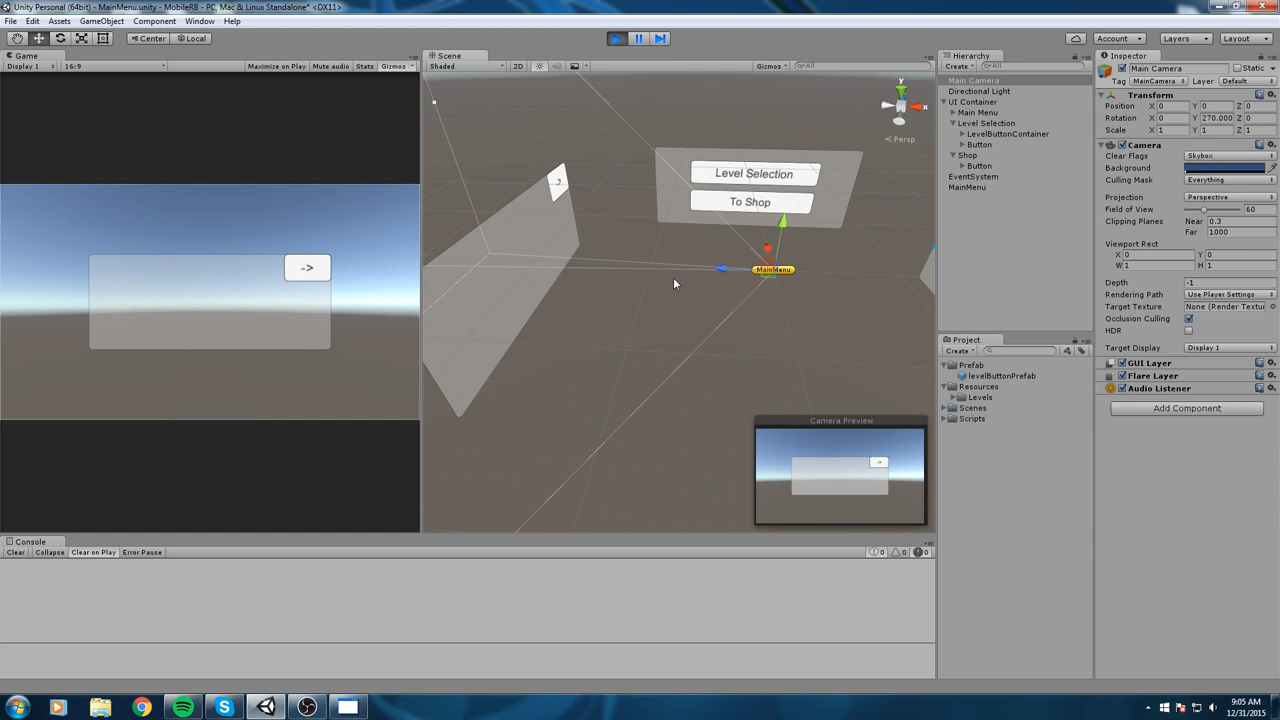 Unity Personal (64bit) - MainMenu.unity - MobileRB - PC, Mac & Linux Standalone* <DX11>
File Edit Assets GameObject Component Window Help
Center Local Account Layers Layout
Game
Display 1 16:9 Maximize on Play Mute audio Stats Gizmos
->
Scene
Shaded 2D Gizmos All
y
x
Persp
Level Selection
To Shop
MainMenu
Camera Preview
->
Hierarchy
Create All
Main Camera
Directional Light
UI Container
Main Menu
Level Selection
LevelButtonContainer
Button
Shop
Button
EventSystem
MainMenu
Project
Create
Prefab
levelButtonPrefab
Resources
Levels
Scenes
Scripts
Inspector
Main Camera Static
Tag MainCamera Layer Default
Transform
Position X 0 Y 0 Z 0
Rotation X 0 Y 270.000 Z 0
Scale X 1 Y 1 Z 1
Camera
Clear Flags Skybox
Background
Culling Mask Everything
Projection Perspective
Field of View 60
Clipping Planes Near 0.3
Far 1000
Viewport Rect
X 0 Y 0
W 1 H 1
Depth -1
Rendering Path Use Player Settings
Target Texture None (Render Textu
Occlusion Culling
HDR
Target Display Display 1
GUI Layer
Flare Layer
Audio Listener
Add Component
Console
Clear Collapse Clear on Play Error Pause 0 0 0
9:05 AM
12/31/2015